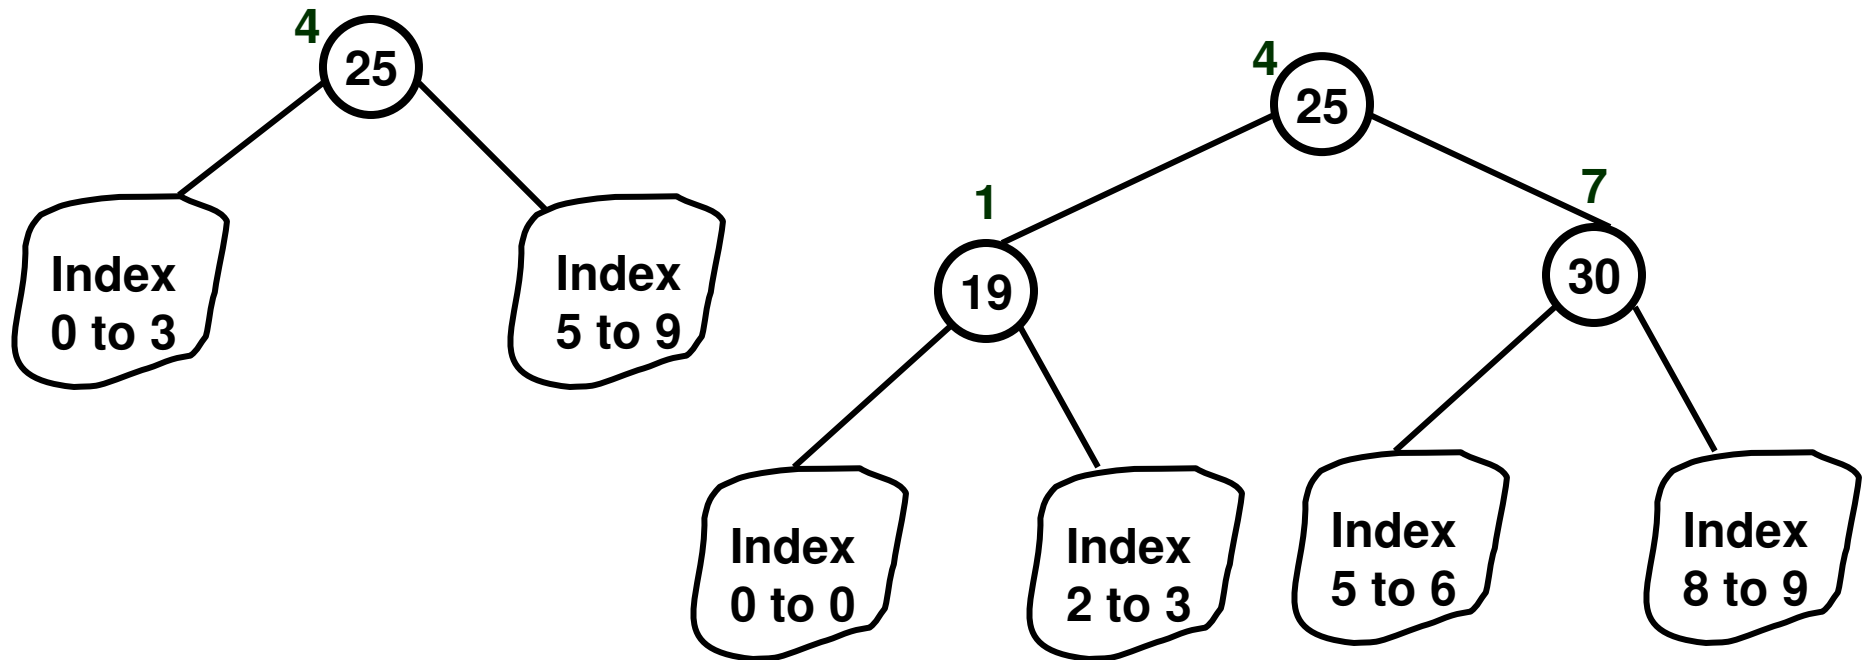 4
25
Index
0 to 3
Index
5 to 9
4
25
1
19
7
30
Index
0 to 0
Index
2 to 3
Index
5 to 6
Index
8 to 9